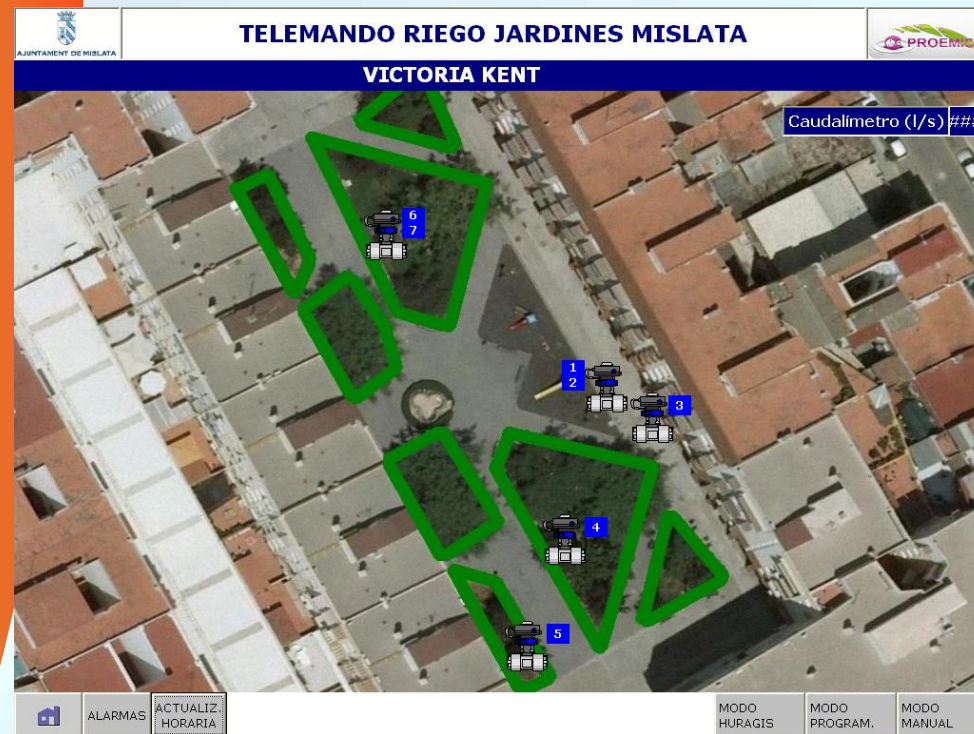 AJUNTAMENT DE MISLATA
TELEMANDO RIEGO JARDINES MISLATA
VICTORIA KENT
Caudalímetro (l/s) ###
6
7
1
2
3
4
5
ALARMAS
ACTUALIZ.
HORARIA
MODO
HURAGIS
MODO
PROGRAM.
MODO
MANUAL